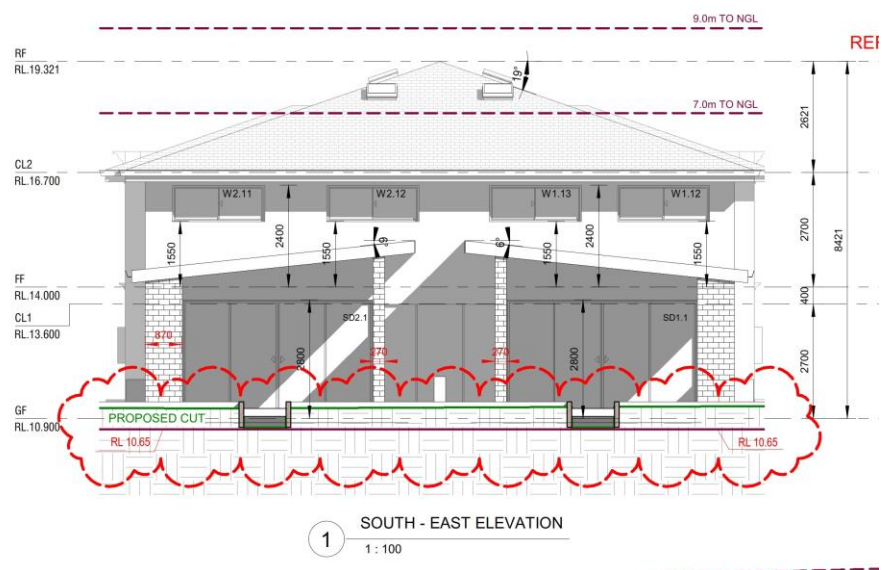 9.0m TO NGL
REF
RF
RL.19.321
19°
7.0m TO NGL
2621
CL2
RL.16.700
W2.11
W2.12
W1.13
W1.12
1550
2400
1550
6°
6°
1550
2400
1550
2700
8421
FF
RL.14.000
400
CL1
RL.13.600
SD2.1
SD1.1
870
2800
270
270
2800
2700
GF
RL.10.900
PROPOSED CUT
RL 10.65
RL 10.65
1
SOUTH - EAST ELEVATION
1 : 100